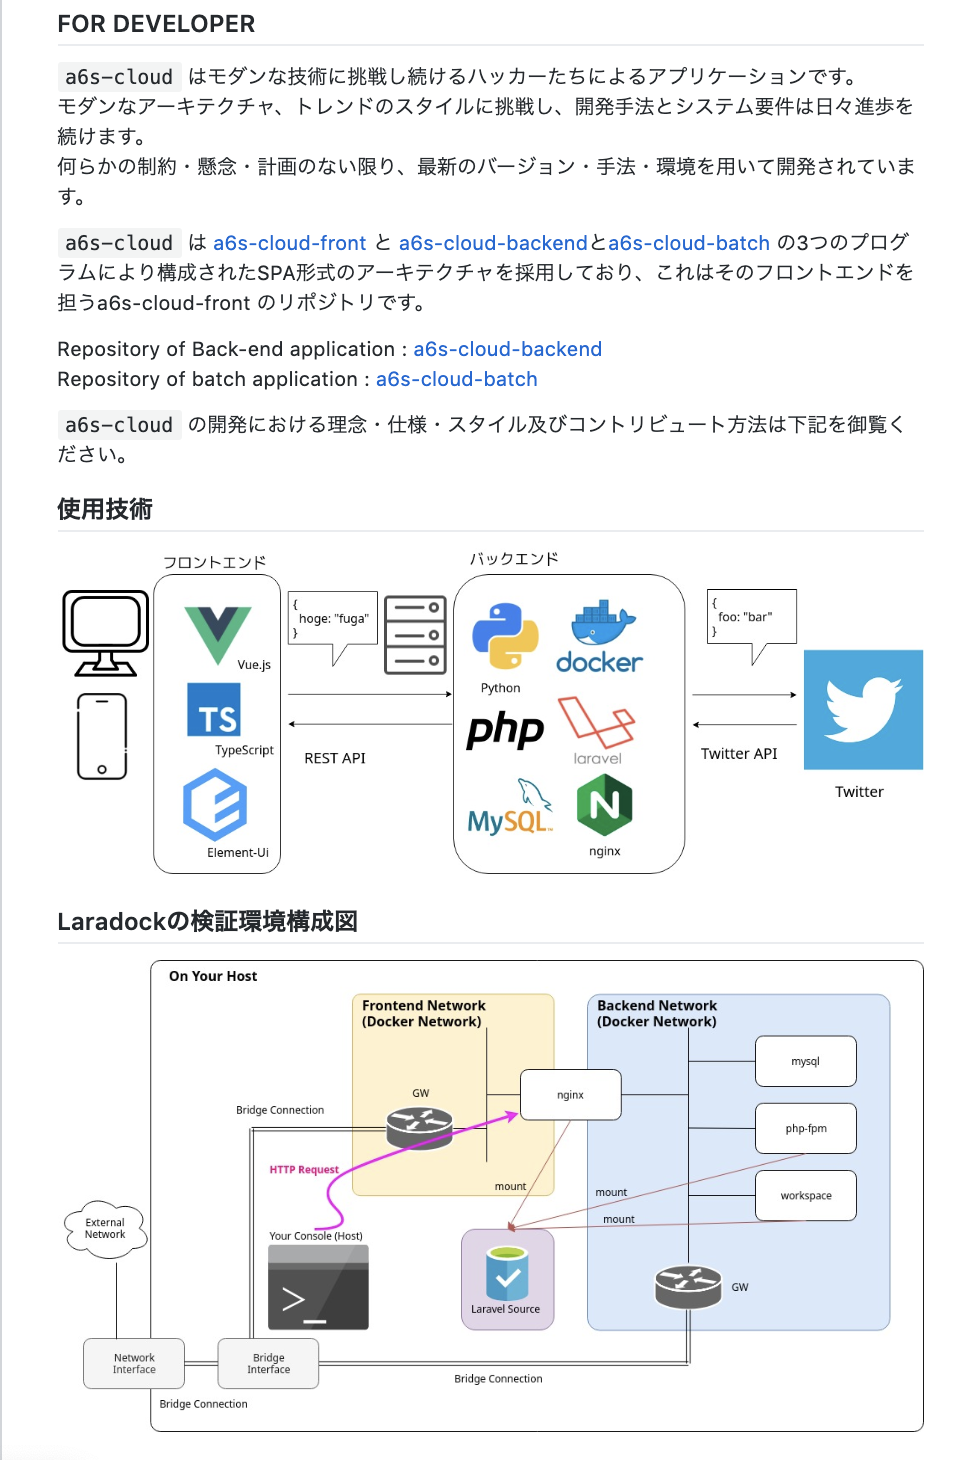 FOR DEVELOPER
a6s-cloud はモダンな技術に挑戦し続けるハッカーたちによるアプリケーションです。
モダンなアーキテクチャ、トレンドのスタイルに挑戦し、開発手法とシステム要件は日々進歩を
続けます。
何らかの制約・懸念・計画のない限り、最新のバージョン・手法・環境を用いて開発されていま
す。
a6s-cloud は a6s-cloud-front と a6s-cloud-backendとa6s-cloud-batch の3つのプログ
ラムにより構成されたSPA形式のアーキテクチャを採用しており、これはそのフロントエンドを
担うa6s-cloud-front のリポジトリです。
Repository of Back-end application : a6s-cloud-backend
Repository of batch application : a6s-cloud-batch
a6s-cloud の開発における理念・仕様・スタイル及びコントリビュート方法は下記を御覧く
ださい。
使用技術
フロントエンド
バックエンド
{
hoge: "fuga"
}
{
foo: "bar"
}
Vue.js
TS
TypeScript
Element-Ui
REST API
Python
docker
php
laravel
MySQL
N
nginx
Twitter API
Twitter
Laradockの検証環境構成図
On Your Host
Frontend Network
(Docker Network)
Backend Network
(Docker Network)
mysql
GW
nginx
Bridge Connection
php-fpm
HTTP Request
mount
mount
workspace
mount
External
Network
Your Console (Host)
GW
Laravel Source
Network
Interface
Bridge
Interface
Bridge Connection
Bridge Connection